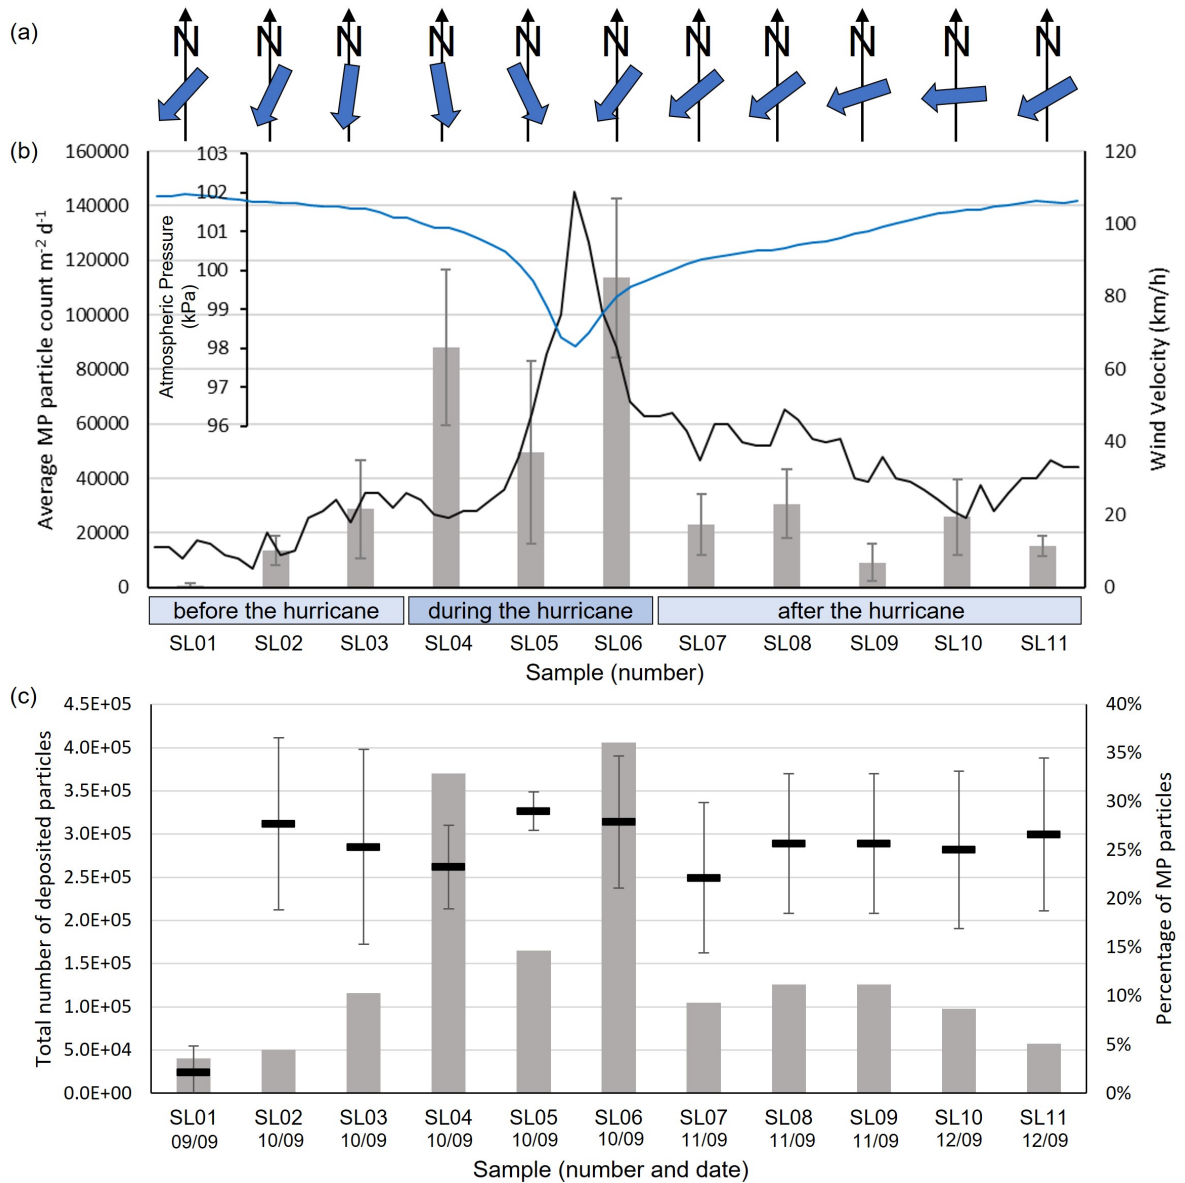 (a)
N N N N N N N N N N N
(b)
160000
140000
120000
100000
80000
60000
40000
20000
0
Average MP particle count m-2 d-1
103
102
101
100
99
98
97
96
Atmospheric Pressure
(kPa)
120
100
80
60
40
20
0
Wind Velocity (km/h)
before the hurricane during the hurricane after the hurricane
SL01 SL02 SL03 SL04 SL05 SL06 SL07 SL08 SL09 SL10 SL11
Sample (number)
(c)
4.5E+05
4.0E+05
3.5E+05
3.0E+05
2.5E+05
2.0E+05
1.5E+05
1.0E+05
5.0E+04
0.0E+00
Total number of deposited particles
40%
35%
30%
25%
20%
15%
10%
5%
0%
Percentage of MP particles
SL01 SL02 SL03 SL04 SL05 SL06 SL07 SL08 SL09 SL10 SL11
09/09 10/09 10/09 10/09 10/09 10/09 11/09 11/09 11/09 12/09 12/09
Sample (number and date)